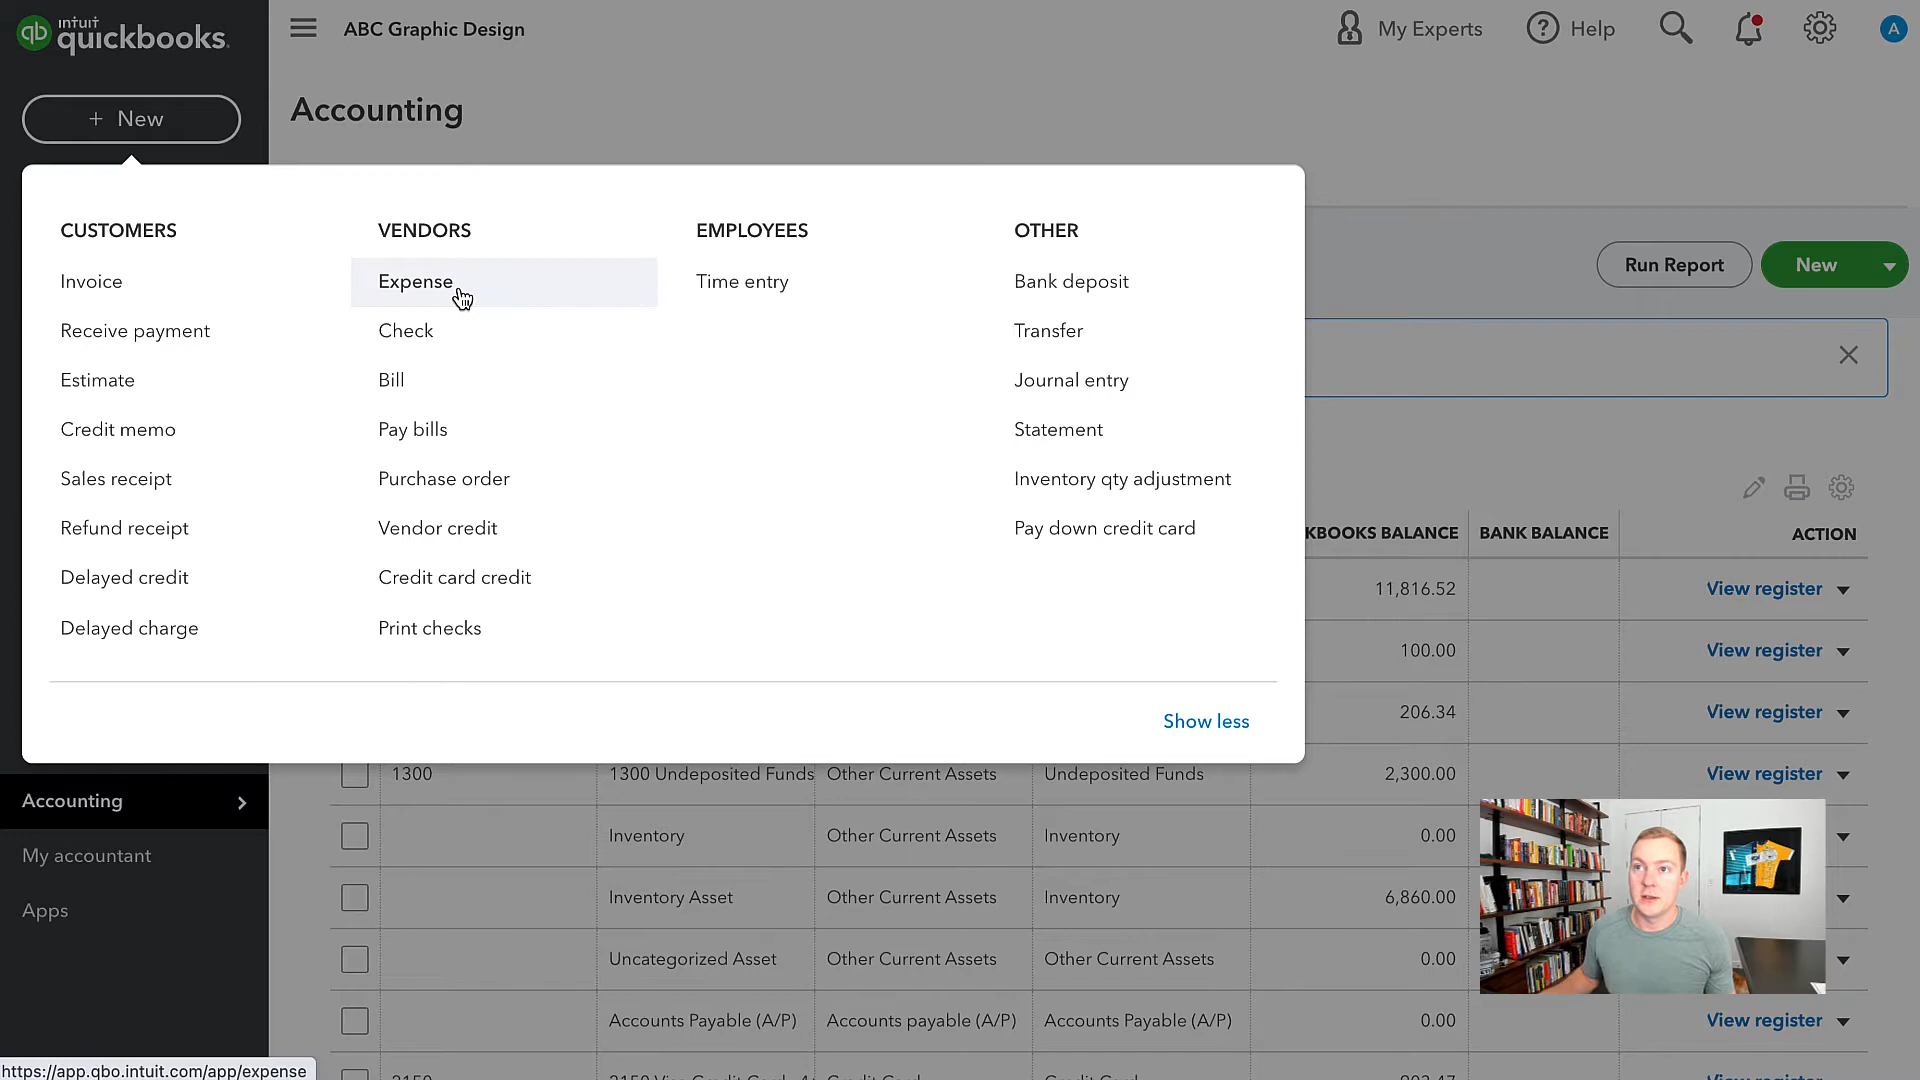 intuit
quickbooks.
ABC Graphic Design
My Experts
Help
A
+ New
Accounting
CUSTOMERS
Invoice
Receive payment
Estimate
Credit memo
Sales receipt
Refund receipt
Delayed credit
Delayed charge
VENDORS
Expense
Check
Bill
Pay bills
Purchase order
Vendor credit
Credit card credit
Print checks
EMPLOYEES
Time entry
OTHER
Bank deposit
Transfer
Journal entry
Statement
Inventory qty adjustment
Pay down credit card
Show less
Run Report
New
KBOOKS BALANCE BANK BALANCE ACTION
11,816.52 View register
100.00 View register
206.34 View register
1300 1300 Undeposited Funds Other Current Assets Undeposited Funds 2,300.00 View register
Inventory Other Current Assets Inventory 0.00
Inventory Asset Other Current Assets Inventory 6,860.00
Uncategorized Asset Other Current Assets Other Current Assets 0.00
Accounts Payable (A/P) Accounts payable (A/P) Accounts Payable (A/P) 0.00 View register
Accounting
My accountant
Apps
https://app.qbo.intuit.com/app/expense